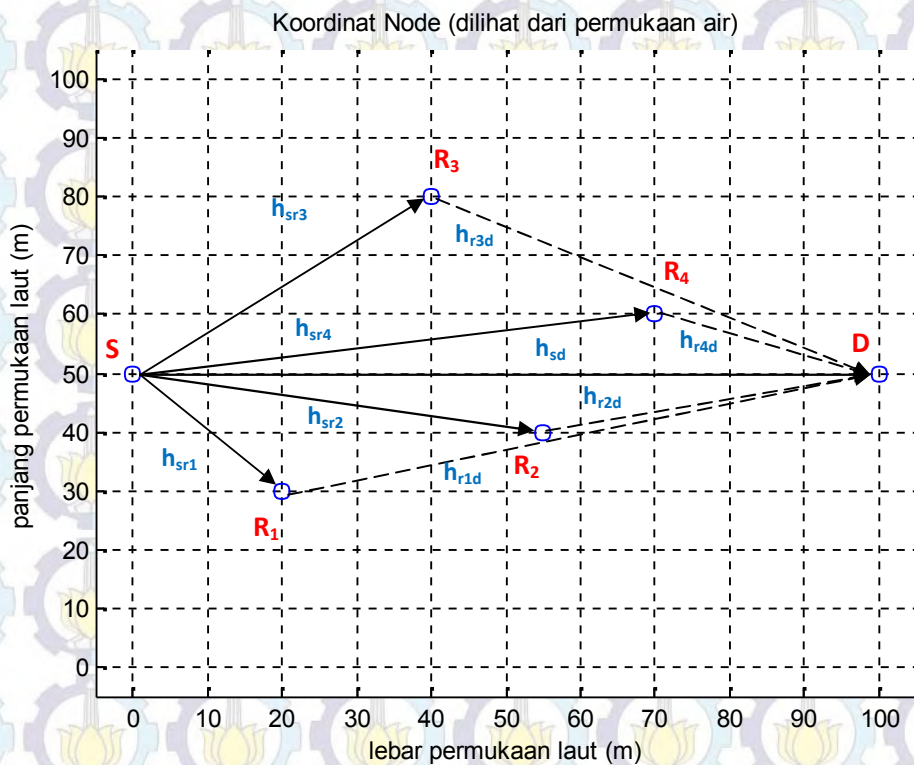 Koordinat Node (dilihat dari permukaan air)
panjang permukaan laut (m)
100
90
80
70
60
50
40
30
20
10
0
R3
hsr3
hr3d
R4
hsr4
hsd
hr4d
S
D
hsr2
hr2d
hsr1
R2
hr1d
R1
0 10 20 30 40 50 60 70 80 90 100
lebar permukaan laut (m)